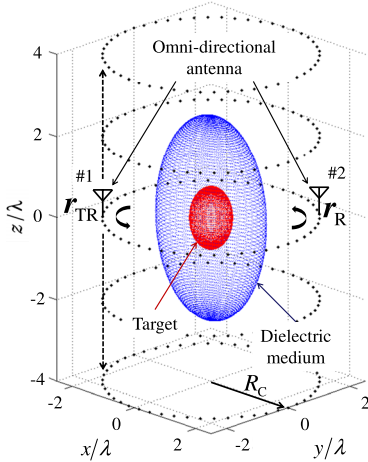 Omni-directional
antenna
4
2
0
-2
-4
z/λ
#1
r_TR
#2
r_R
Target
Dielectric
medium
R_C
-2
0
2
x/λ
-2
0
2
y/λ